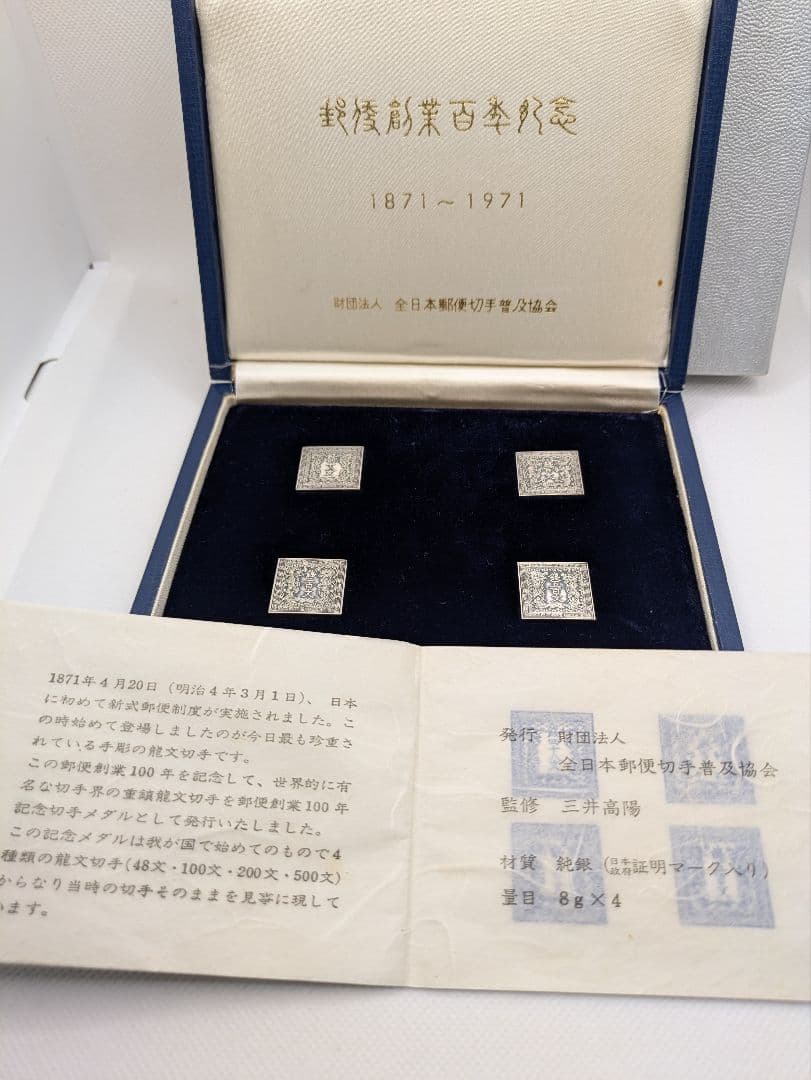 郵便創業百年記念
1871～1971
財団法人 全日本郵便切手普及協会
1871年4月20日(明治4年3月1日)、日本
に初めて新式郵便制度が実施されました。こ
の時始めて登場しましたのが今日最も珍重さ
れている手彫の龍文切手です。
この郵便創業100年を記念して、世界的に有
名な切手界の重鎮龍文切手を郵便創業100年
記念切手メダルとして発行いたしました。
この記念メダルは我が国で始めてのもので4
種類の龍文切手(48文・100文・200文・500文)
からなり当時の切手そのままを見事に現して
います。
発行 財団法人
全日本郵便切手普及協会
監修 三井高陽
材質 純銀(日本政府証明マーク入り)
量目 8g×4